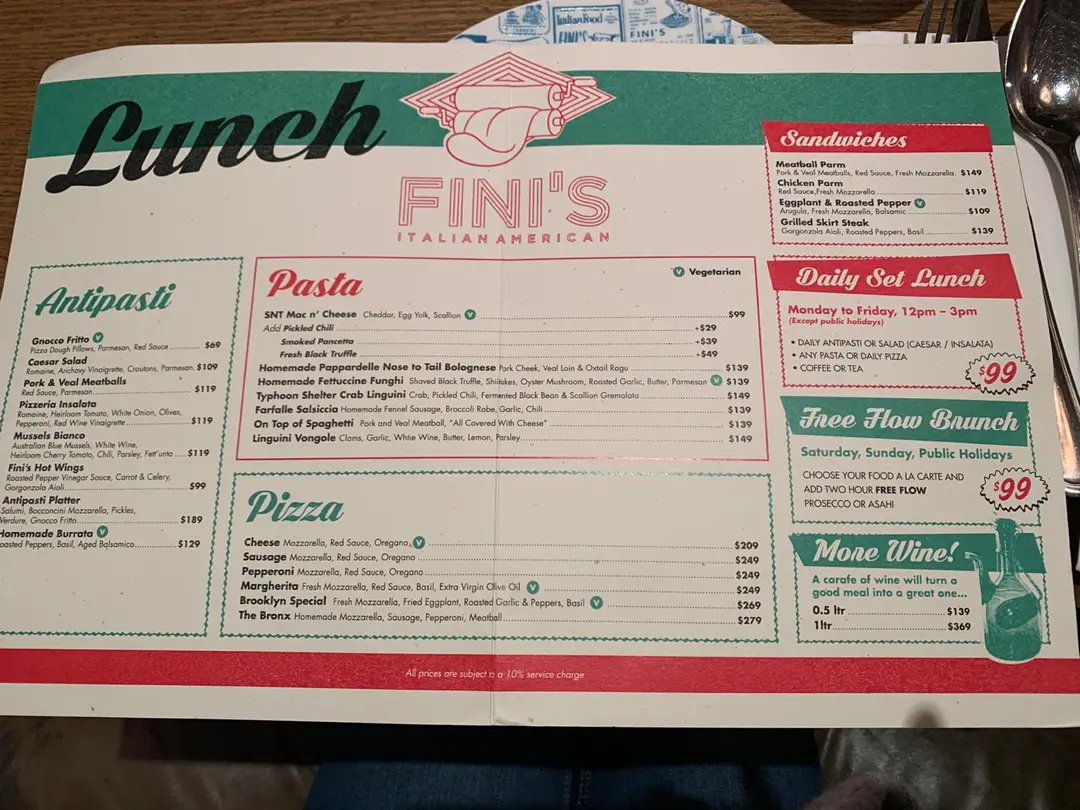 Italian Food
FINI'S
Lunch
FINI'S
ITALIAN AMERICAN
Antipasti
Gnocco Fritto V
Pizza Dough Pillows, Parmesan, Red Sauce $69
Caesar Salad
Romaine, Anchovy Vinaigrette, Croutons, Parmesan. $109
Pork & Veal Meatballs
Red Sauce, Parmesan $119
Pizzeria Insalata
Romaine, Heirloom Tomato, White Onion, Olives,
Pepperoni, Red Wine Vinaigrette $119
Mussels Bianco
Australian Blue Mussels, White Wine,
Heirloom Cherry Tomato, Chili, Parsley, Fett'unta $119
Fini's Hot Wings
Roasted Pepper Vinegar Sauce, Carrot & Celery,
Gorgonzola Aioli $99
Antipasti Platter
Salumi, Bocconcini Mozzarella, Pickles,
Verdure, Gnocco Fritto $189
Homemade Burrata V
oasted Peppers, Basil, Aged Balsamico $129
Pasta
V Vegetarian
SNT Mac n' Cheese Cheddar, Egg Yolk, Scallion V $99
Add Pickled Chili +$29
Smoked Pancetta +$39
Fresh Black Truffle +$49
Homemade Pappardelle Nose to Tail Bolognese Pork Cheek, Veal Loin & Oxtail Ragu $139
Homemade Fettuccine Funghi Shaved Black Truffle, Shiitakes, Oyster Mushroom, Roasted Garlic, Butter, Parmesan V $139
Typhoon Shelter Crab Linguini Crab, Pickled Chili, Fermented Black Bean & Scallion Gremolata $149
Farfalle Salsiccia Homemade Fennel Sausage, Broccoli Rabe, Garlic, Chili $139
On Top of Spaghetti Pork and Veal Meatball, "All Covered With Cheese" $139
Linguini Vongole Clams, Garlic, Whtie Wine, Butter, Lemon, Parsley $149
Pizza
Cheese Mozzarella, Red Sauce, Oregano, V $209
Sausage Mozzarella, Red Sauce, Oregano $249
Pepperoni Mozzarella, Red Sauce, Oregano $249
Margherita Fresh Mozzarella, Red Sauce, Basil, Extra Virgin Olive Oil V $249
Brooklyn Special Fresh Mozzarella, Fried Eggplant, Roasted Garlic & Peppers, Basil V $269
The Bronx Homemade Mozzarella, Sausage, Pepperoni, Meatball $279
Sandwiches
Meatball Parm
Pork & Veal Meatballs, Red Sauce, Fresh Mozzarella. $149
Chicken Parm
Red Sauce,Fresh Mozzarella $119
Eggplant & Roasted Pepper V
Arugula, Fresh Mozzarella, Balsamic $109
Grilled Skirt Steak
Gorgonzola Aioli, Roasted Peppers, Basil $139
Daily Set Lunch
Monday to Friday, 12pm – 3pm
(Except public holidays)
• DAILY ANTIPASTI OR SALAD (CAESAR / INSALATA)
• ANY PASTA OR DAILY PIZZA
• COFFEE OR TEA
$99
Free Flow Brunch
Saturday, Sunday, Public Holidays
CHOOSE YOUR FOOD A LA CARTE AND
ADD TWO HOUR FREE FLOW
PROSECCO OR ASAHI
$99
More Wine!
A carafe of wine will turn a
good meal into a great one...
0.5 ltr $139
1ltr $369
All prices are subject to a 10% service charge